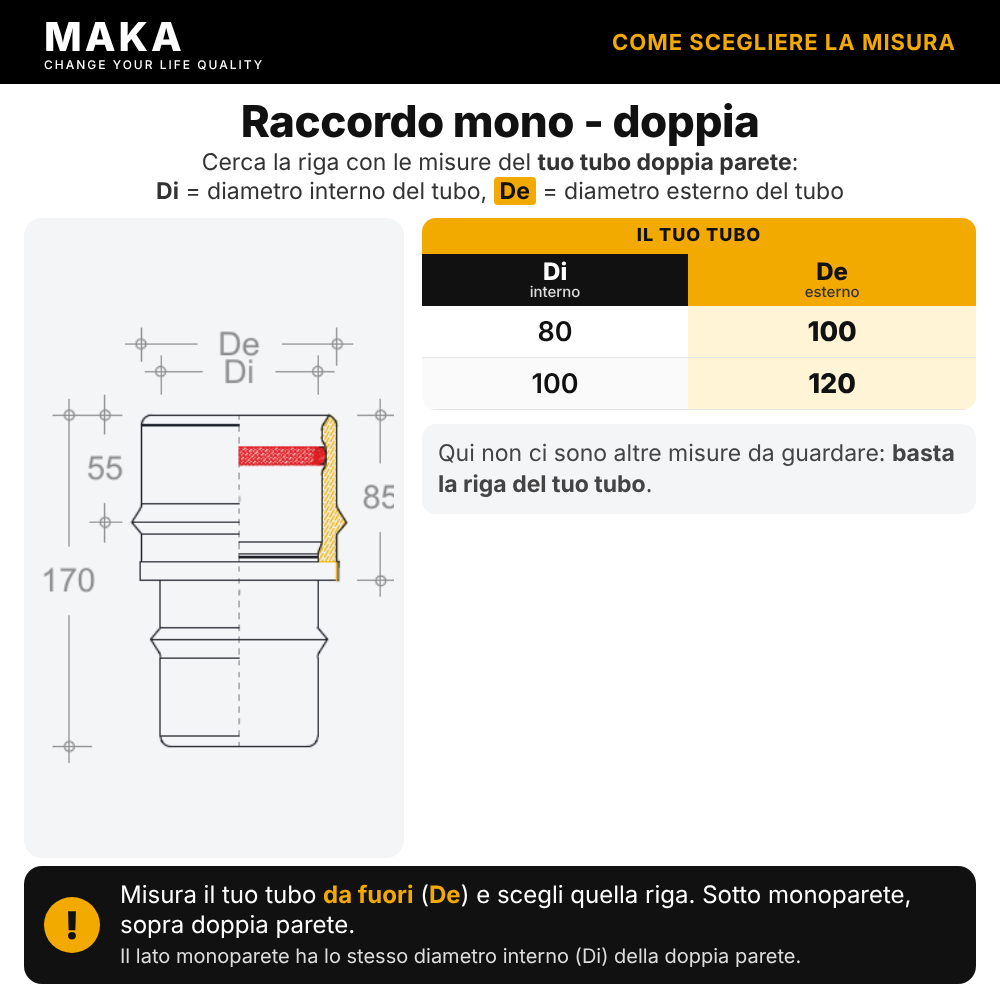 MAKA
CHANGE YOUR LIFE QUALITY
COME SCEGLIERE LA MISURA
Raccordo mono - doppia
Cerca la riga con le misure del tuo tubo doppia parete:
Di = diametro interno del tubo, De = diametro esterno del tubo
De
Di
55
85
170
IL TUO TUBO
Di De
interno esterno
80 100
100 120
Qui non ci sono altre misure da guardare: basta
la riga del tuo tubo.
!
Misura il tuo tubo da fuori (De) e scegli quella riga. Sotto monoparete,
sopra doppia parete.
Il lato monoparete ha lo stesso diametro interno (Di) della doppia parete.